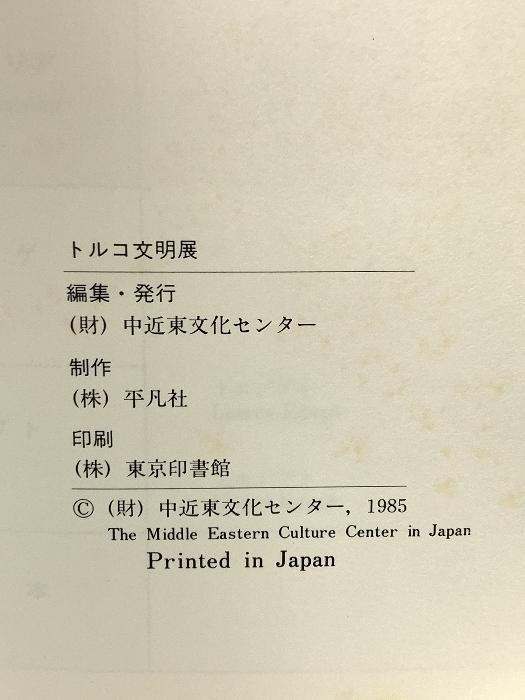 トルコ文明展
編集・発行
(財) 中近東文化センター
制作
(株) 平凡社
印刷
(株) 東京印書館
© (財) 中近東文化センター, 1985
The Middle Eastern Culture Center in Japan
Printed in Japan